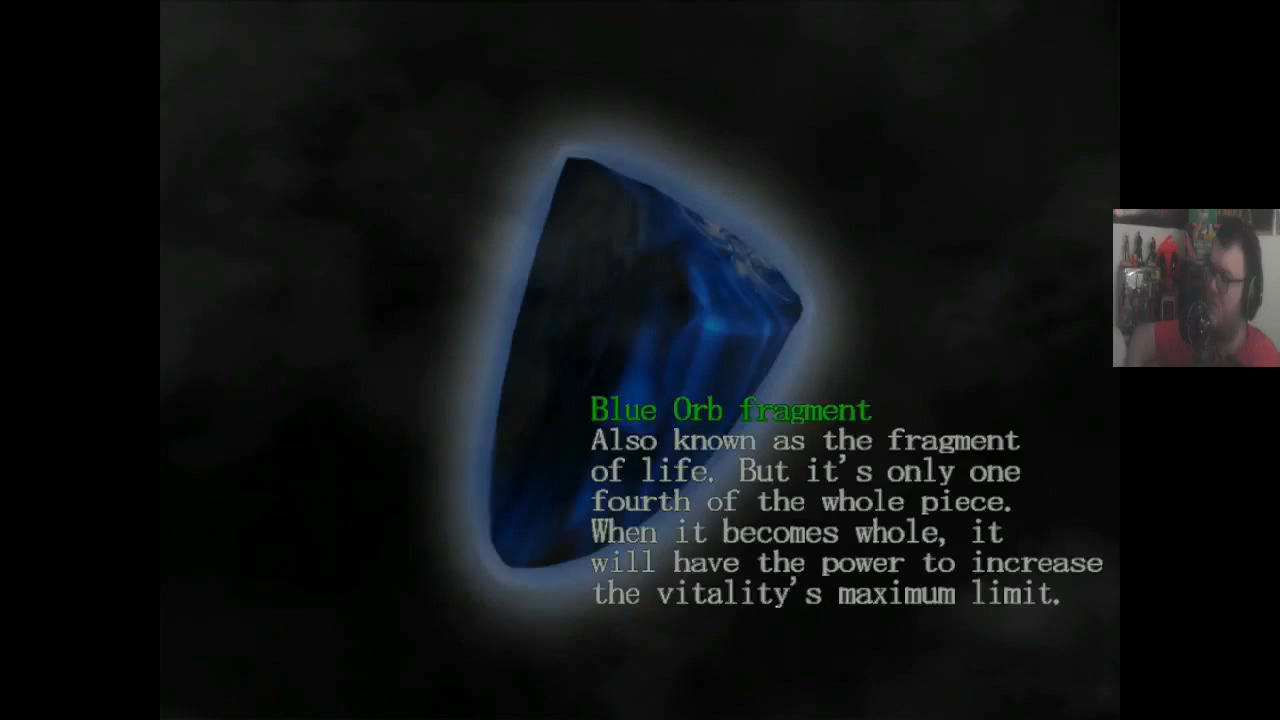 Blue Orb fragment
Also known as the fragment
of life. But it's only one
fourth of the whole piece.
When it becomes whole, it
will have the power to increase
the vitality's maximum limit.